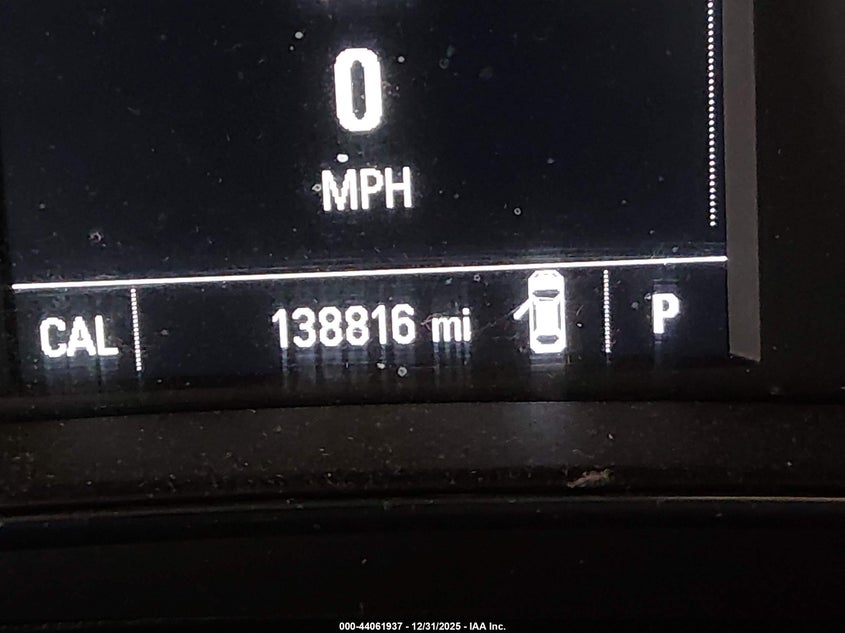 0
MPH
CAL 138816 mi P
000-44061937 - 12/31/2025 - IAA Inc.